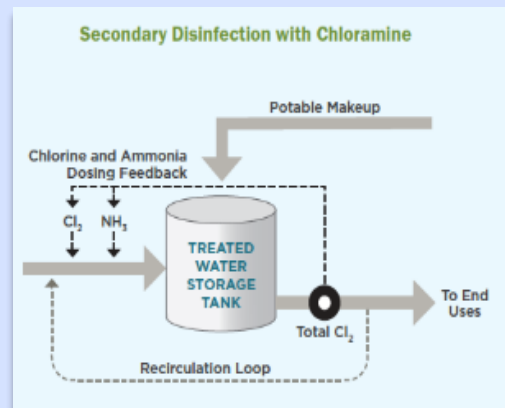 Secondary Disinfection with Chloramine
Potable Makeup
Chlorine and Ammonia
Dosing Feedback
Cl₂ NH₃
TREATED
WATER
STORAGE
TANK
To End
Uses
Total Cl₂
Recirculation Loop